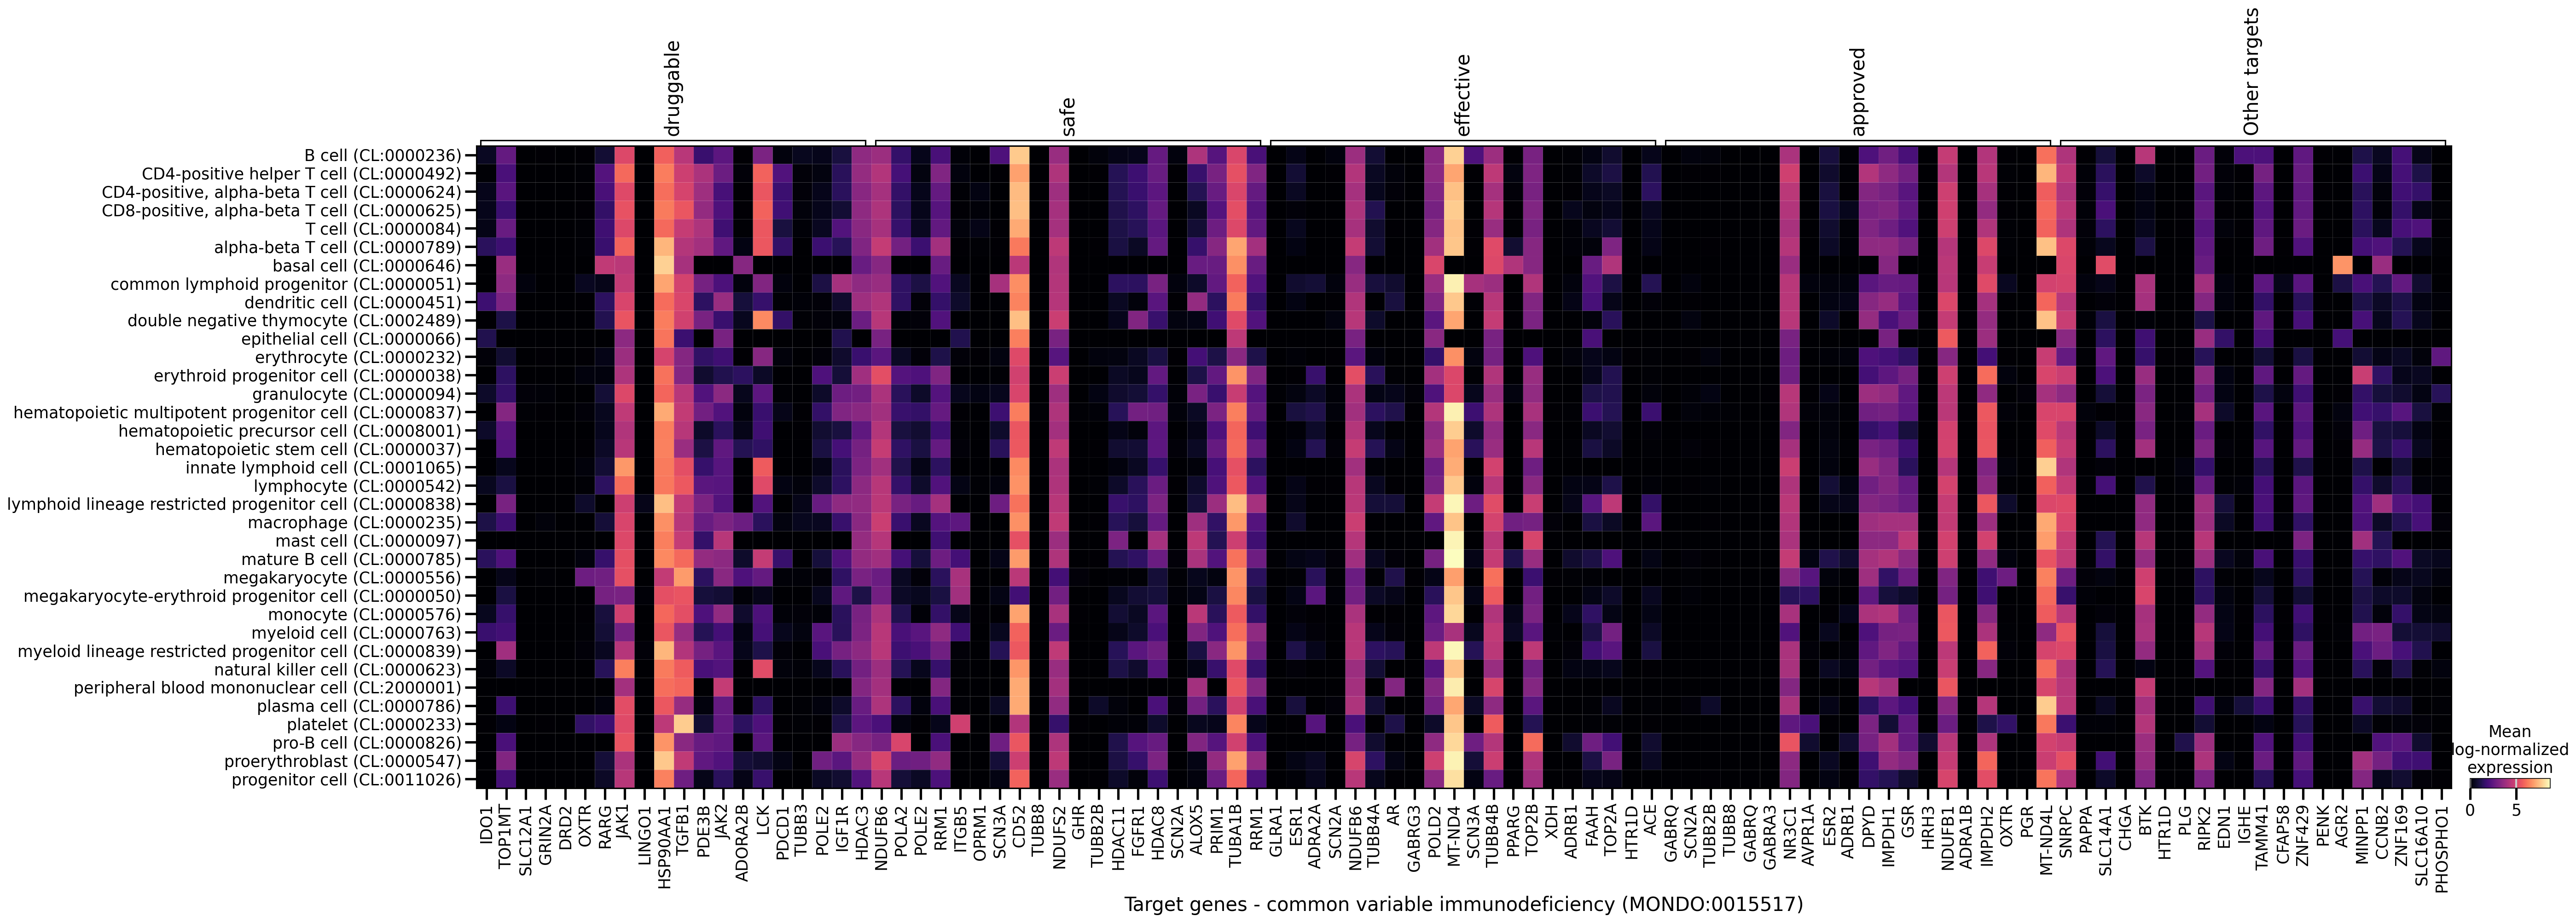 druggable
safe
effective
approved
Other targets
B cell (CL:0000236)
CD4-positive helper T cell (CL:0000492)
CD4-positive, alpha-beta T cell (CL:0000624)
CD8-positive, alpha-beta T cell (CL:0000625)
T cell (CL:0000084)
alpha-beta T cell (CL:0000789)
basal cell (CL:0000646)
common lymphoid progenitor (CL:0000051)
dendritic cell (CL:0000451)
double negative thymocyte (CL:0002489)
epithelial cell (CL:0000066)
erythrocyte (CL:0000232)
erythroid progenitor cell (CL:0000038)
granulocyte (CL:0000094)
hematopoietic multipotent progenitor cell (CL:0000837)
hematopoietic precursor cell (CL:0008001)
hematopoietic stem cell (CL:0000037)
innate lymphoid cell (CL:0001065)
lymphocyte (CL:0000542)
lymphoid lineage restricted progenitor cell (CL:0000838)
macrophage (CL:0000235)
mast cell (CL:0000097)
mature B cell (CL:0000785)
megakaryocyte (CL:0000556)
megakaryocyte-erythroid progenitor cell (CL:0000050)
monocyte (CL:0000576)
myeloid cell (CL:0000763)
myeloid lineage restricted progenitor cell (CL:0000839)
natural killer cell (CL:0000623)
peripheral blood mononuclear cell (CL:2000001)
plasma cell (CL:0000786)
platelet (CL:0000233)
pro-B cell (CL:0000826)
proerythroblast (CL:0000547)
progenitor cell (CL:0011026)
IDO1
TOP1MT
SLC12A1
GRIN2A
DRD2
OXTR
RARG
JAK1
LINGO1
HSP90AA1
TGFB1
PDE3B
JAK2
ADORA2B
LCK
PDCD1
TUBB3
POLE2
IGF1R
HDAC3
NDUFB6
POLA2
POLE2
RRM1
ITGB5
OPRM1
SCN3A
CD52
TUBB8
NDUFS2
GHR
TUBB2B
HDAC11
FGFR1
HDAC8
SCN2A
ALOX5
PRIM1
TUBA1B
RRM1
GLRA1
ESR1
ADRA2A
SCN2A
NDUFB6
TUBB4A
AR
GABRG3
POLD2
MT-ND4
SCN3A
TUBB4B
PPARG
TOP2B
XDH
ADRB1
FAAH
TOP2A
HTR1D
ACE
GABRQ
SCN2A
TUBB2B
TUBB8
GABRQ
GABRA3
NR3C1
AVPR1A
ESR2
ADRB1
DPYD
IMPDH1
GSR
HRH3
NDUFB1
ADRA1B
IMPDH2
OXTR
PGR
MT-ND4L
SNRPC
PAPPA
SLC14A1
CHGA
BTK
HTR1D
PLG
RIPK2
EDN1
IGHE
TAMM41
CFAP58
ZNF429
PENK
AGR2
MINPP1
CCNB2
ZNF169
SLC16A10
PHOSPHO1
Target genes - common variable immunodeficiency (MONDO:0015517)
Mean
log-normalized
expression
0 5